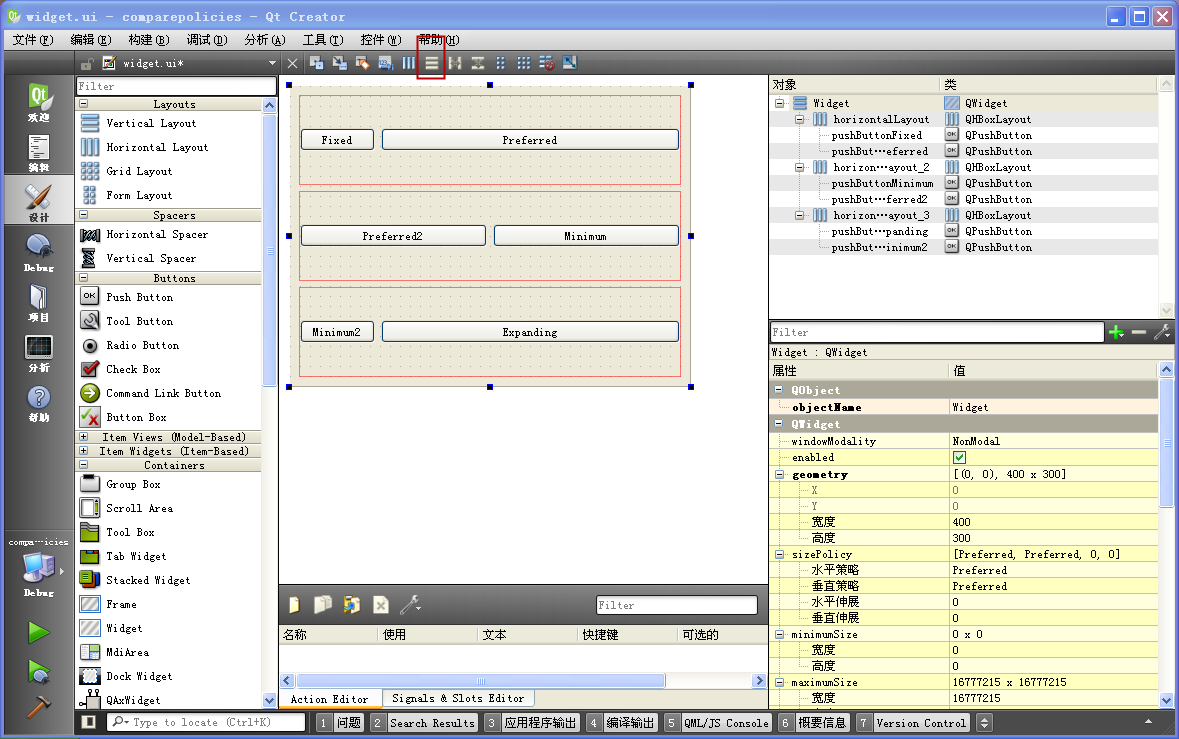 widget.ui - comparepolicies - Qt Creator
文件(F) 编辑(E) 构建(B) 调试(D) 分析(A) 工具(T) 控件(W) 帮助(H)
widget.ui*
欢迎
编辑
设计
Debug
项目
分析
帮助
compa···icies
Debug
Filter
Layouts
Vertical Layout
Horizontal Layout
Grid Layout
Form Layout
Spacers
Horizontal Spacer
Vertical Spacer
Buttons
OK Push Button
Tool Button
Radio Button
Check Box
Command Link Button
Button Box
Item Views (Model-Based)
Item Widgets (Item-Based)
Containers
Group Box
Scroll Area
Tool Box
Tab Widget
Stacked Widget
Frame
Widget
MdiArea
Dock Widget
QAxWidget
Fixed Preferred
Preferred2 Minimum
Minimum2 Expanding
Filter
名称 使用 文本 快捷键 可选的
Action Editor Signals & Slots Editor
对象 类
Widget QWidget
horizontalLayout QHBoxLayout
pushButtonFixed OK QPushButton
pushBut···eferred OK QPushButton
horizon···ayout_2 QHBoxLayout
pushButtonMinimum OK QPushButton
pushBut···ferred2 OK QPushButton
horizon···ayout_3 QHBoxLayout
pushBut···panding OK QPushButton
pushBut···inimum2 OK QPushButton
Filter
Widget : QWidget
属性 值
QObject
objectName Widget
QWidget
windowModality NonModal
enabled
geometry [(0, 0), 400 x 300]
X 0
Y 0
宽度 400
高度 300
sizePolicy [Preferred, Preferred, 0, 0]
水平策略 Preferred
垂直策略 Preferred
水平伸展 0
垂直伸展 0
minimumSize 0 x 0
宽度 0
高度 0
maximumSize 16777215 x 16777215
宽度 16777215
Type to locate (Ctrl+K) 1 问题 2 Search Results 3 应用程序输出 4 编译输出 5 QML/JS Console 6 概要信息 7 Version Control